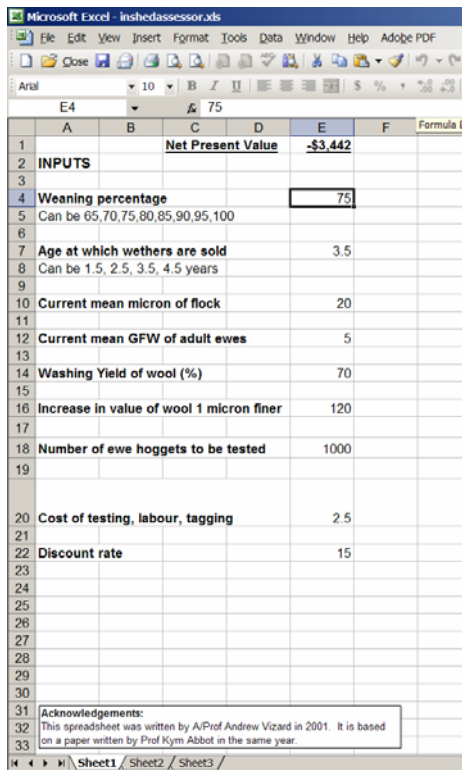 Microsoft Excel - inshedassessor.xls
File Edit View Insert Format Tools Data Window Help Adobe PDF
Close
Arial 10 B I U $ % ,
E4 fx 75
Formula
A B C D E F
1 Net Present Value -$3,442
2 INPUTS
3
4 Weaning percentage 75
5 Can be 65,70,75,80,85,90,95,100
6
7 Age at which wethers are sold 3.5
8 Can be 1.5, 2.5, 3.5, 4.5 years
9
10 Current mean micron of flock 20
11
12 Current mean GFW of adult ewes 5
13
14 Washing Yield of wool (%) 70
15
16 Increase in value of wool 1 micron finer 120
17
18 Number of ewe hoggets to be tested 1000
19
20 Cost of testing, labour, tagging 2.5
21
22 Discount rate 15
23
24
25
26
27
28
29
30
31 Acknowledgements:
32 This spreadsheet was written by A/Prof Andrew Vizard in 2001. It is based
33 on a paper written by Prof Kym Abbot in the same year.
Sheet1 / Sheet2 / Sheet3 /